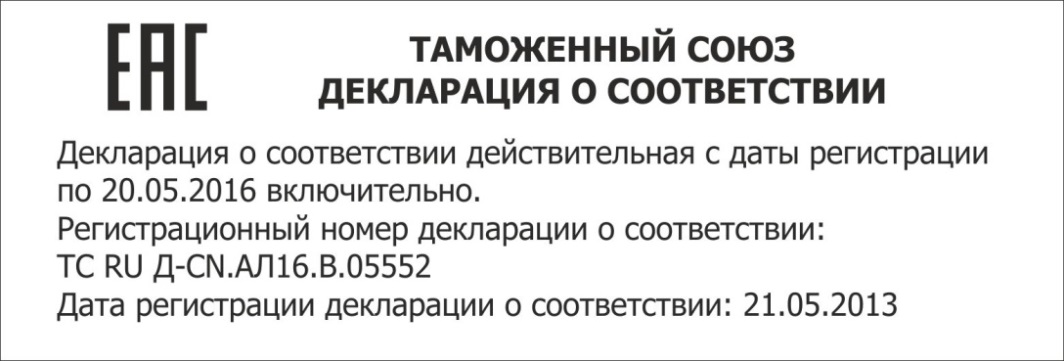 EAC
ТАМОЖЕННЫЙ СОЮЗ
ДЕКЛАРАЦИЯ О СООТВЕТСТВИИ
Декларация о соответствии действительная с даты регистрации
по 20.05.2016 включительно.
Регистрационный номер декларации о соответствии:
ТС RU Д-CN.АЛ16.В.05552
Дата регистрации декларации о соответствии: 21.05.2013